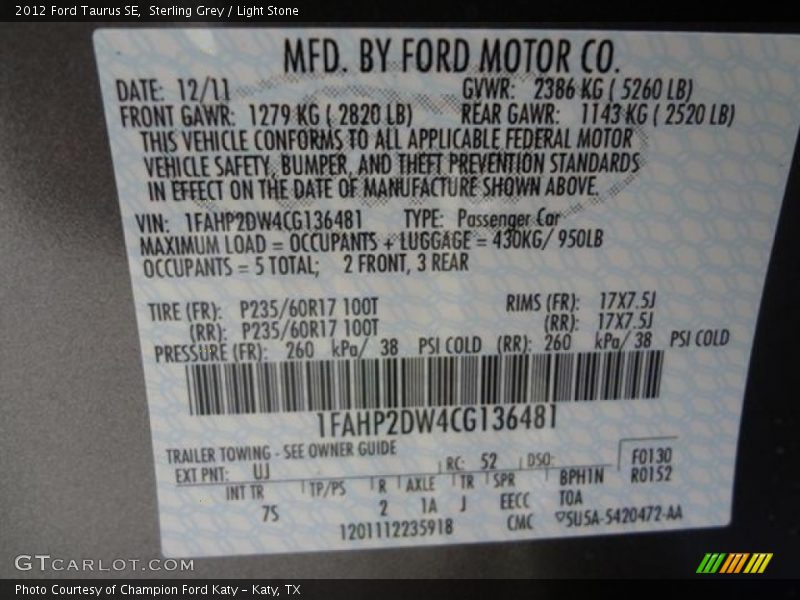 2012 Ford Taurus SE,  Sterling Grey / Light Stone
MFD. BY FORD MOTOR CO.
DATE: 12/11 GVWR: 2386 KG ( 5260 LB)
FRONT GAWR: 1279 KG ( 2820 LB) REAR GAWR: 1143 KG ( 2520 LB)
THIS VEHICLE CONFORMS TO ALL APPLICABLE FEDERAL MOTOR
VEHICLE SAFETY, BUMPER, AND THEFT PREVENTION STANDARDS
IN EFFECT ON THE DATE OF MANUFACTURE SHOWN ABOVE.
VIN: 1FAHP2DW4CG136481 TYPE: Passenger Car
MAXIMUM LOAD = OCCUPANTS + LUGGAGE = 430KG/ 950LB
OCCUPANTS = 5 TOTAL; 2 FRONT, 3 REAR
TIRE (FR): P235/60R17 100T RIMS (FR): 17X7.5J
(RR): P235/60R17 100T (RR): 17X7.5J
PRESSURE (FR): 260 kPa/ 38 PSI COLD (RR): 260 kPa/ 38 PSI COLD
1FAHP2DW4CG136481
TRAILER TOWING - SEE OWNER GUIDE
EXT PNT: UJ RC: 52 DSO: F0130
INT TR TP/PS R AXLE TR SPR BPH1N R0152
7S 2 1A J EECC TOA
1201112235918 CMC 5U5A-5420472-AA
GTCARLOT.COM
Photo Courtesy of Champion Ford Katy - Katy, TX